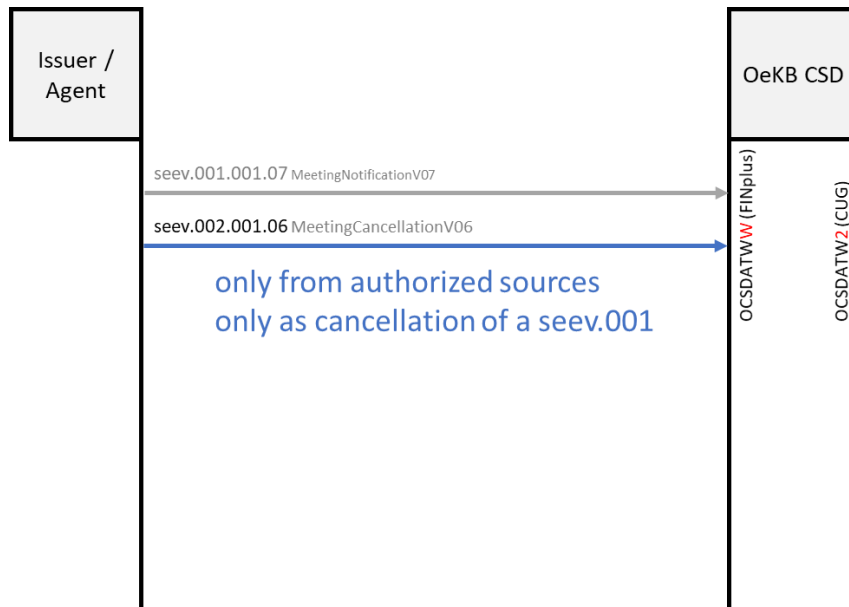 Issuer /
Agent
OeKB CSD
seev.001.001.07 MeetingNotificationV07
seev.002.001.06 MeetingCancellationV06
only from authorized sources
only as cancellation of a seev.001
OCSDATWW (FINplus)
OCSDATW2 (CUG)